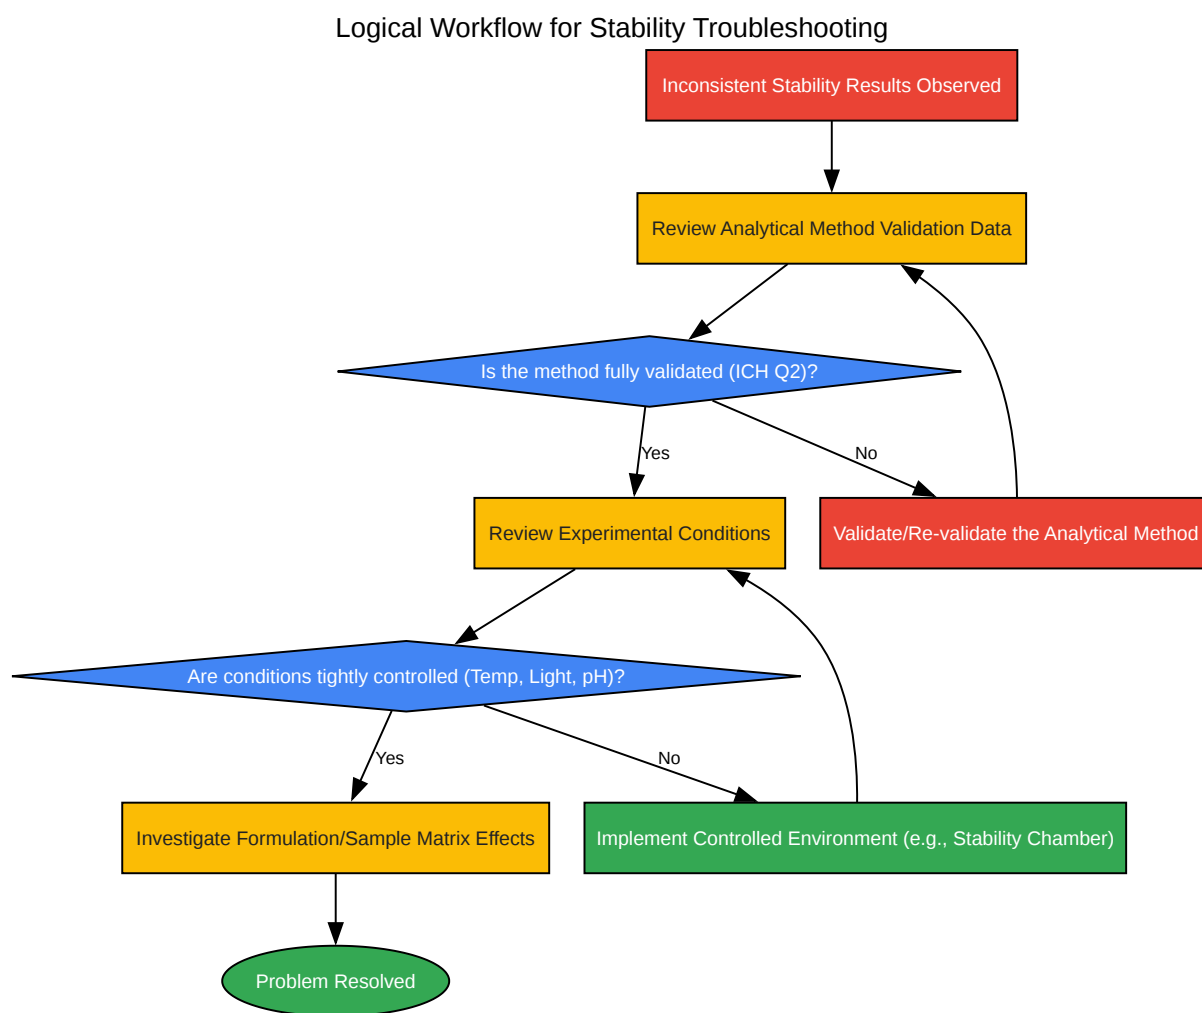 Logical Workflow for Stability Troubleshooting
Inconsistent Stability Results Observed
Review Analytical Method Validation Data
Is the method fully validated (ICH Q2)?
Yes
No
Review Experimental Conditions
Validate/Re-validate the Analytical Method
Are conditions tightly controlled (Temp, Light, pH)?
Yes
No
Investigate Formulation/Sample Matrix Effects
Implement Controlled Environment (e.g., Stability Chamber)
Problem Resolved